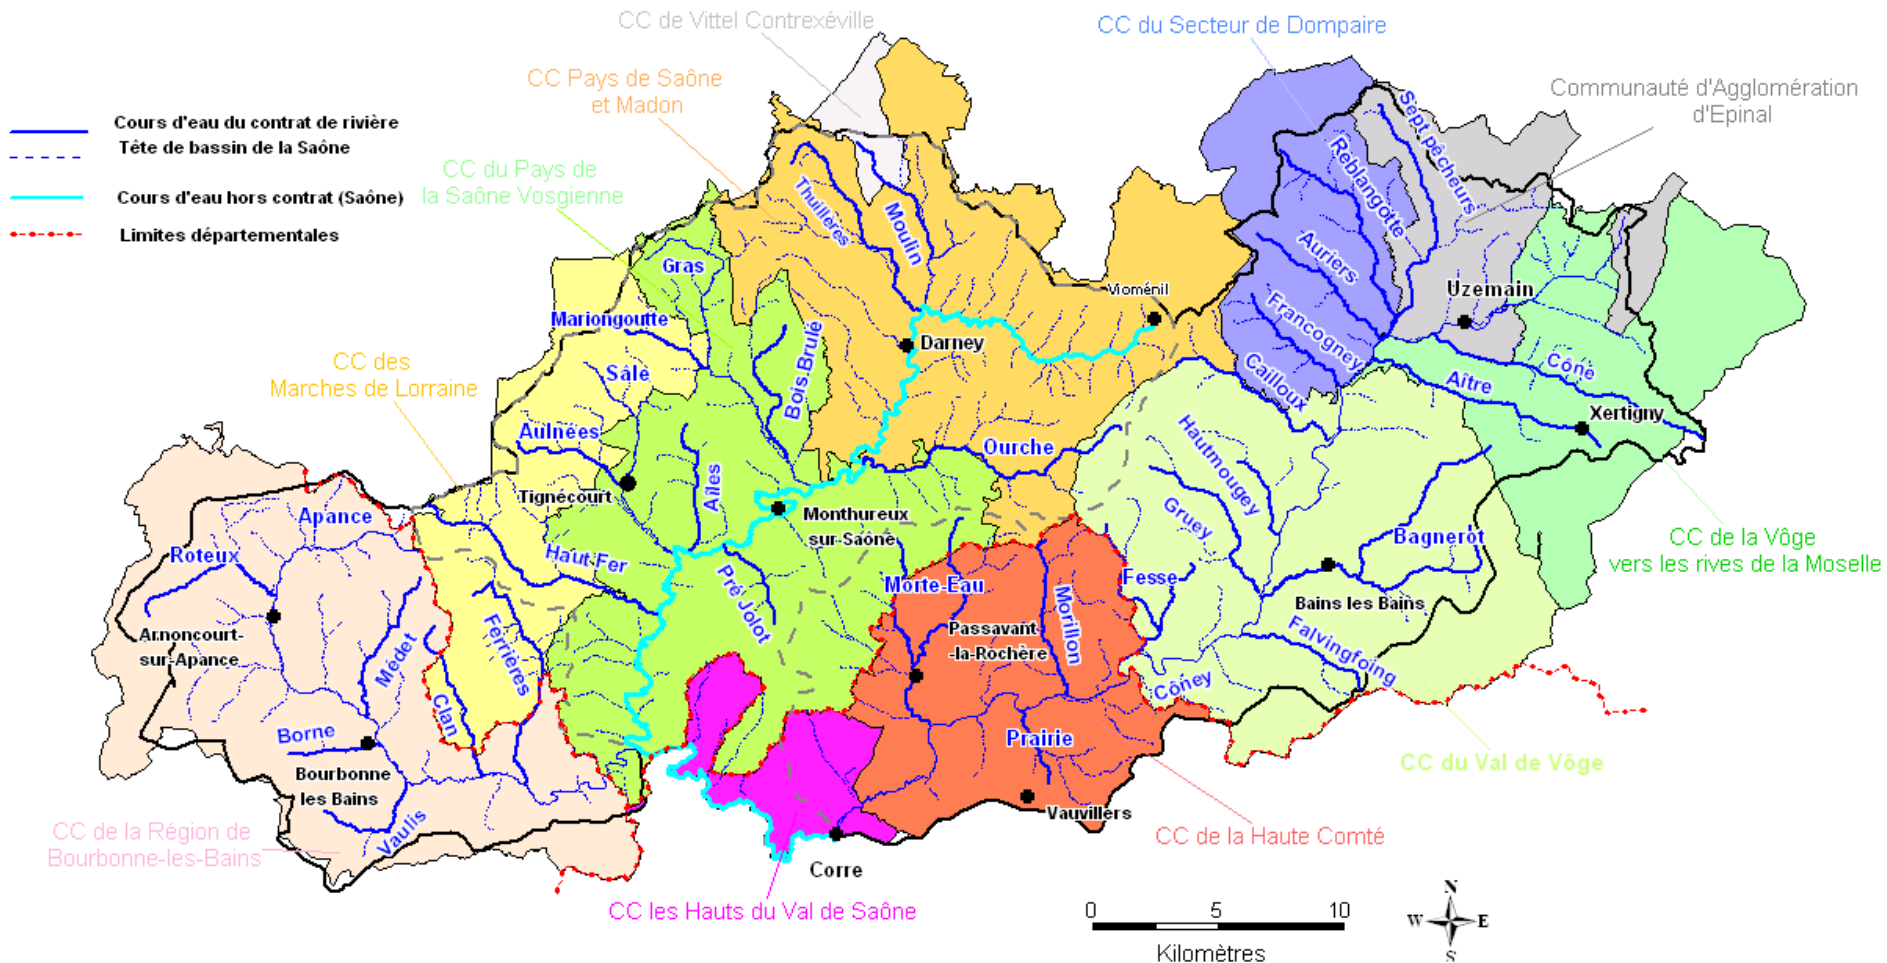 CC de Vittel Contrexéville
CC du Secteur de Dompaire
CC Pays de Saône
et Madon
Communauté d'Agglomération
d'Epinal
Cours d'eau du contrat de rivière
Tête de bassin de la Saône
Cours d'eau hors contrat (Saône)
Limites départementales
CC du Pays de
la Saône Vosgienne
Sept pêcheurs
Reblangotte
Thuillères
Moulin
Gras
Auriers
Vioménil
Uzemain
Francogney
Mariongoutte
Bois Brulé
Darney
CC des
Marches de Lorraine
Sâle
Cailloux
Aître
Cône
Xertigny
Aulnées
Ourche
Hautmougey
Tignécourt
Ailes
Monthureux
sur-Saône
Gruey
Apance
Roteux
Haut-Fer
Bagnerot
CC de la Vôge
vers les rives de la Moselle
Pré Jolot
Morte-Eau
Fesse
Morillon
Bains les Bains
Arnoncourt-
sur-Apance
Médet
Ferrières
Passavant
-la-Rochère
Falvingfoing
Clan
Côney
Borne
Prairie
CC du Val de Vôge
Bourbonne
les Bains
Vaulis
Vauvillers
CC de la Région de
Bourbonne-les-Bains
CC de la Haute Comté
Corre
CC les Hauts du Val de Saône
0 5 10
Kilomètres
N
W E
S